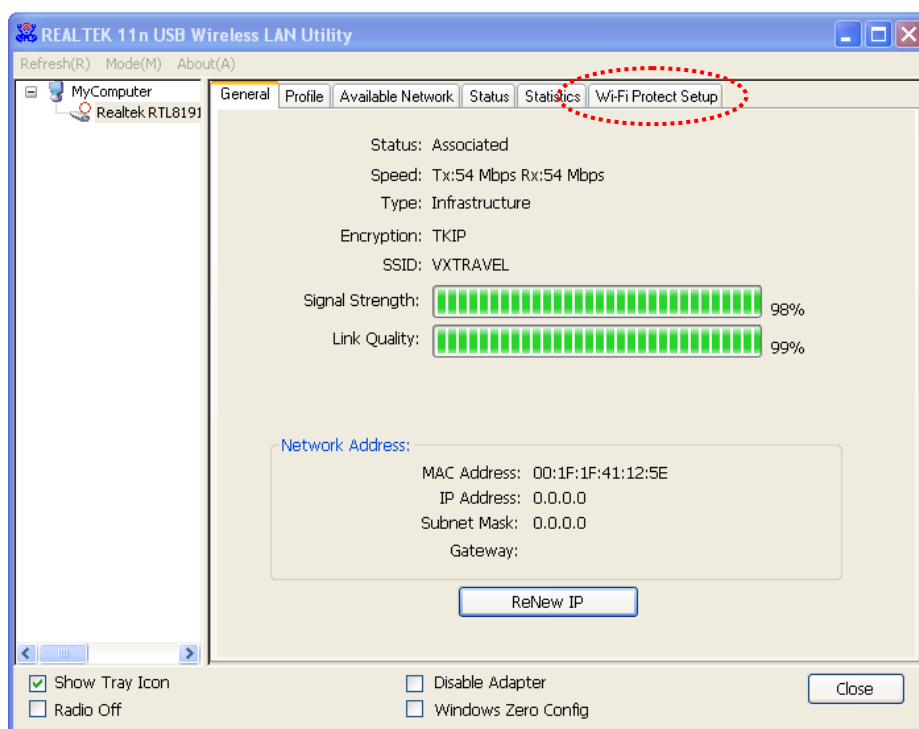 REALTEK 11n USB Wireless LAN Utility
Refresh(R) Mode(M) About(A)
MyComputer
Realtek RTL8191
General Profile Available Network Status Statistics Wi-Fi Protect Setup
Status: Associated
Speed: Tx:54 Mbps Rx:54 Mbps
Type: Infrastructure
Encryption: TKIP
SSID: VXTRAVEL
Signal Strength: 98%
Link Quality: 99%
Network Address:
MAC Address: 00:1F:1F:41:12:5E
IP Address: 0.0.0.0
Subnet Mask: 0.0.0.0
Gateway:
ReNew IP
Show Tray Icon
Radio Off
Disable Adapter
Windows Zero Config
Close